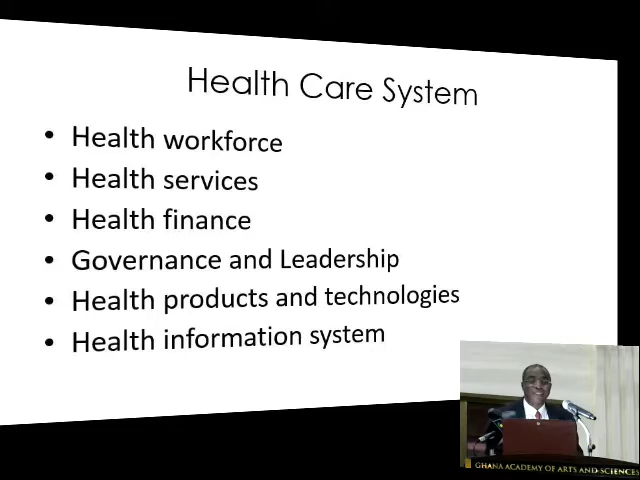 Health Care System
• Health workforce
• Health services
• Health finance
• Governance and Leadership
• Health products and technologies
• Health information system
GHANA ACADEMY OF ARTS AND SCIENCES